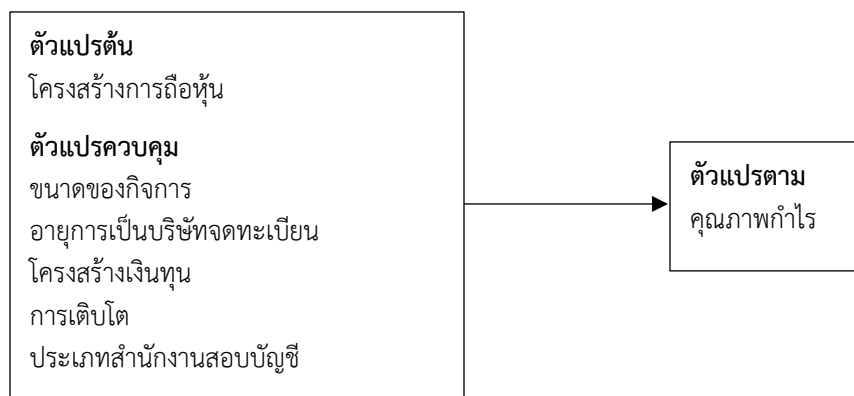 ตัวแปรต้น
โครงสร้างการถือหุ้น
ตัวแปรควบคุม
ขนาดของกิจการ
อายุการเป็นบริษัทจดทะเบียน
โครงสร้างเงินทุน
การเติบโต
ประเภทสำนักงานสอบบัญชี
ตัวแปรตาม
คุณภาพกำไร